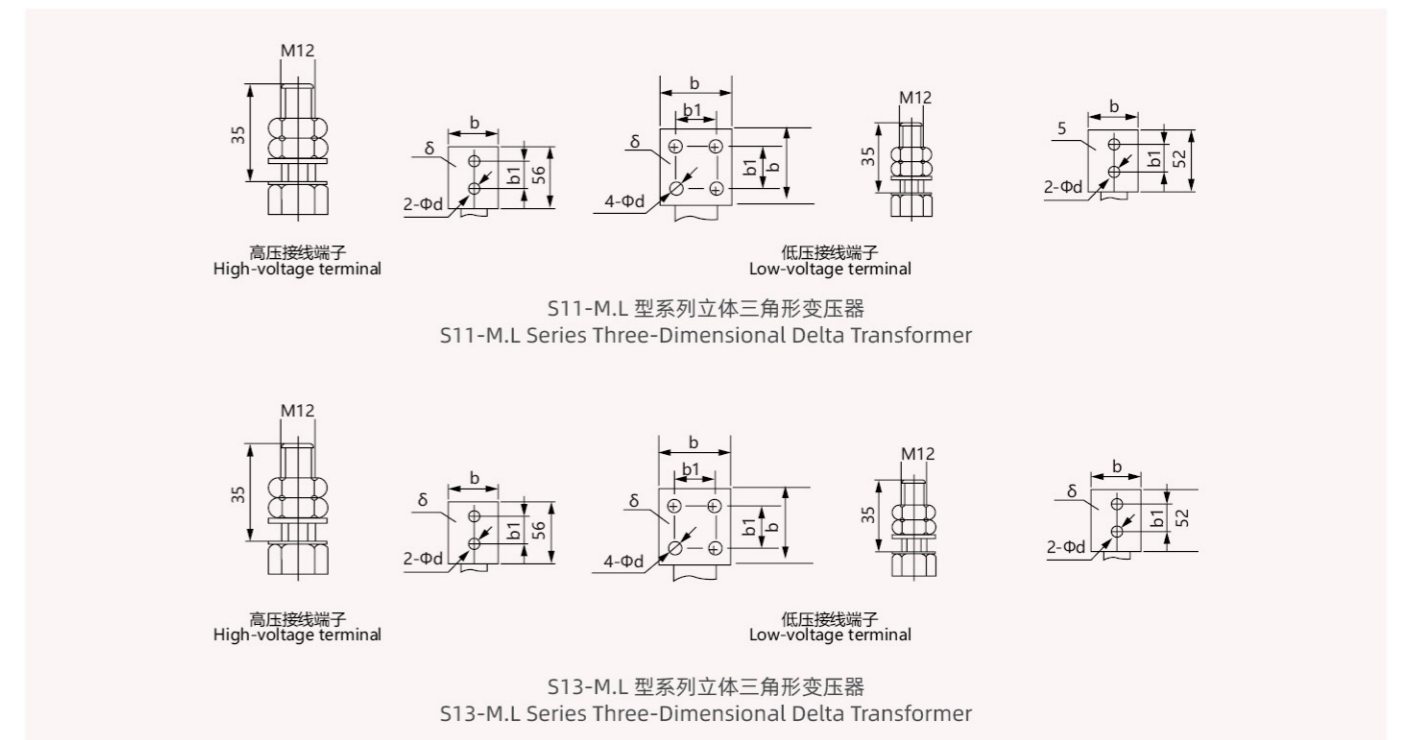 M12
35
δ
b
b1
56
2-Φd
b
b1
δ
b1
b
4-Φd
M12
35
5
b
b1
52
2-Φd
高压接线端子
High-voltage terminal
低压接线端子
Low-voltage terminal
S11-M.L 型系列立体三角形变压器
S11-M.L Series Three-Dimensional Delta Transformer
M12
35
δ
b
b1
56
2-Φd
b
b1
δ
b1
b
4-Φd
M12
35
δ
b
b1
52
2-Φd
高压接线端子
High-voltage terminal
低压接线端子
Low-voltage terminal
S13-M.L 型系列立体三角形变压器
S13-M.L Series Three-Dimensional Delta Transformer